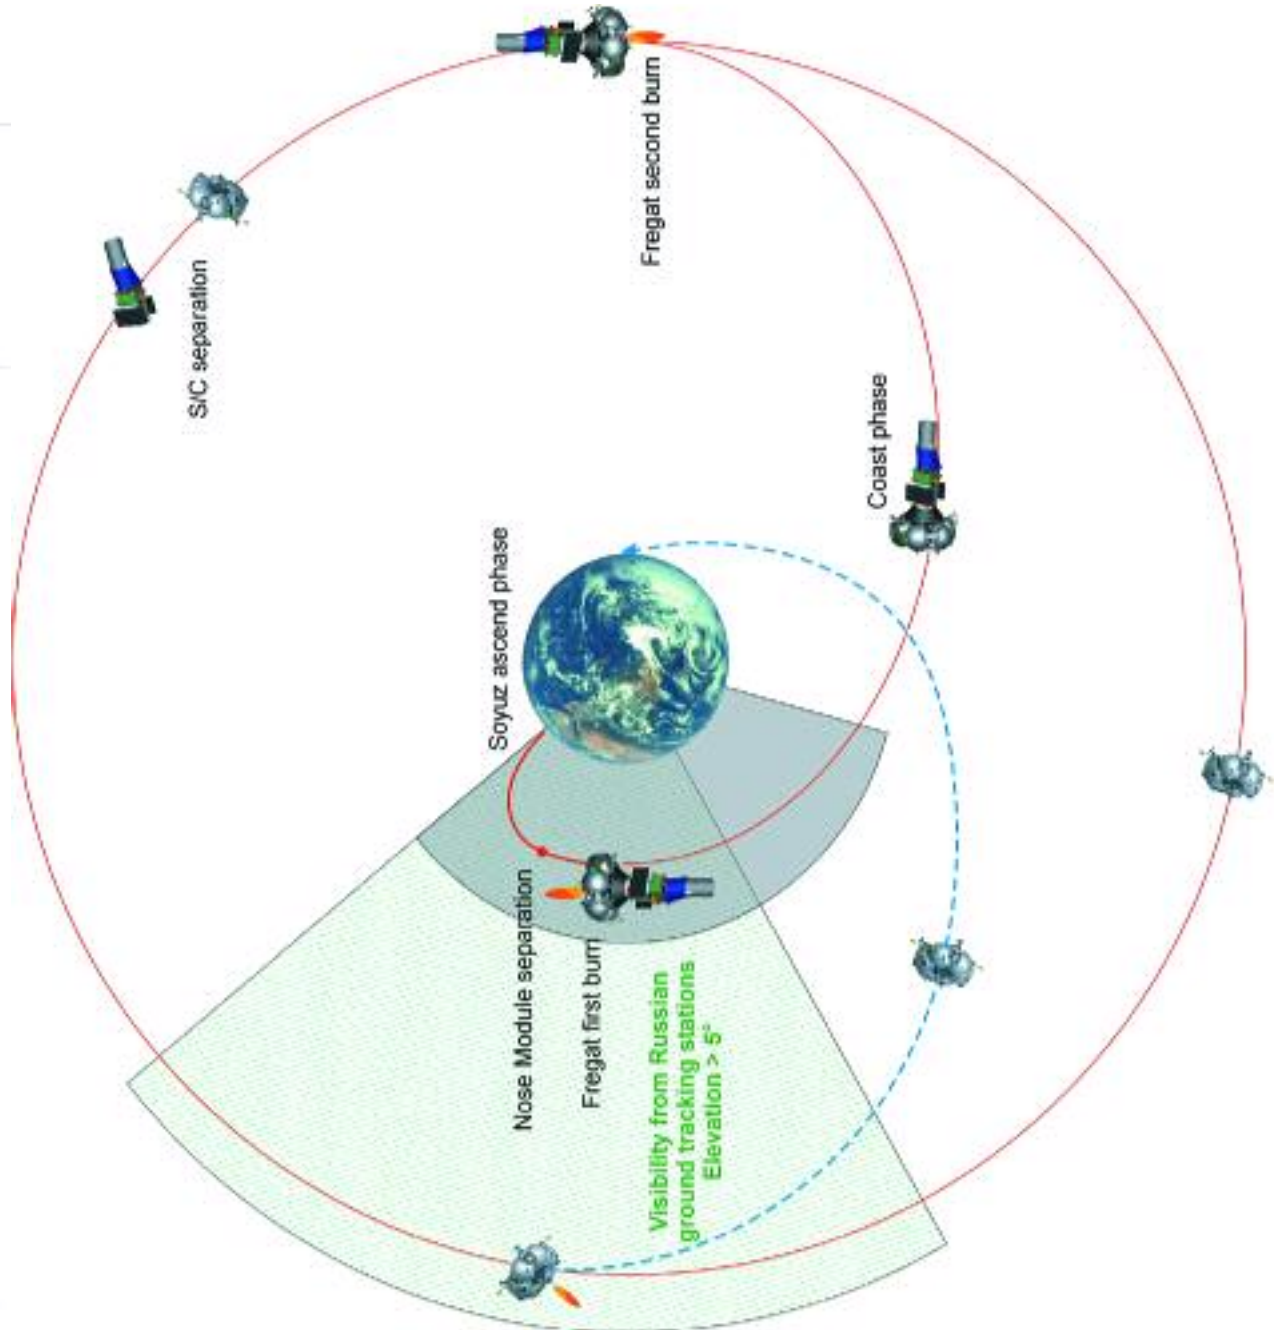 Fregat second burn
S/C separation
Coast phase
Soyuz ascend phase
Nose Module separation
Fregat first burn
Visibility from Russian
ground tracking stations
Elevation > 5°